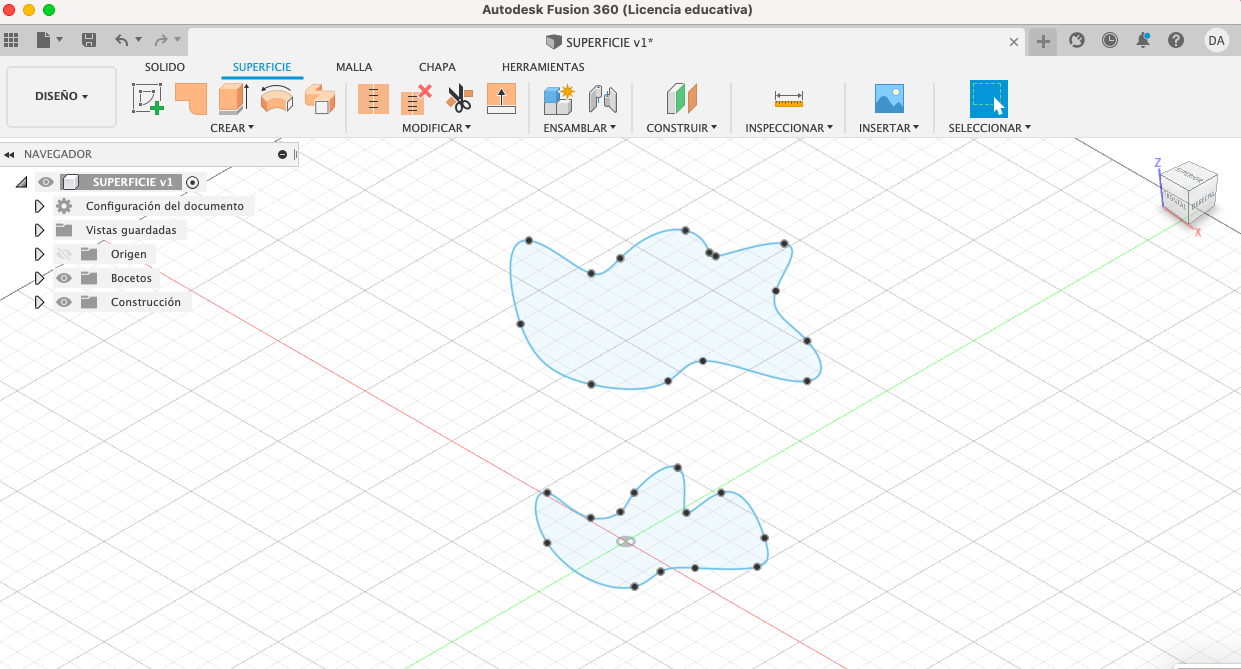 Autodesk Fusion 360 (Licencia educativa)
SUPERFICIE v1*
DA
SOLIDO
SUPERFICIE
MALLA
CHAPA
HERRAMIENTAS
DISEÑO
CREAR
MODIFICAR
ENSAMBLAR
CONSTRUIR
INSPECCIONAR
INSERTAR
SELECCIONAR
NAVEGADOR
SUPERFICIE v1
Configuración del documento
Vistas guardadas
Origen
Bocetos
Construcción
Z
SUPERIOR
FRONTAL
DERECHA
X